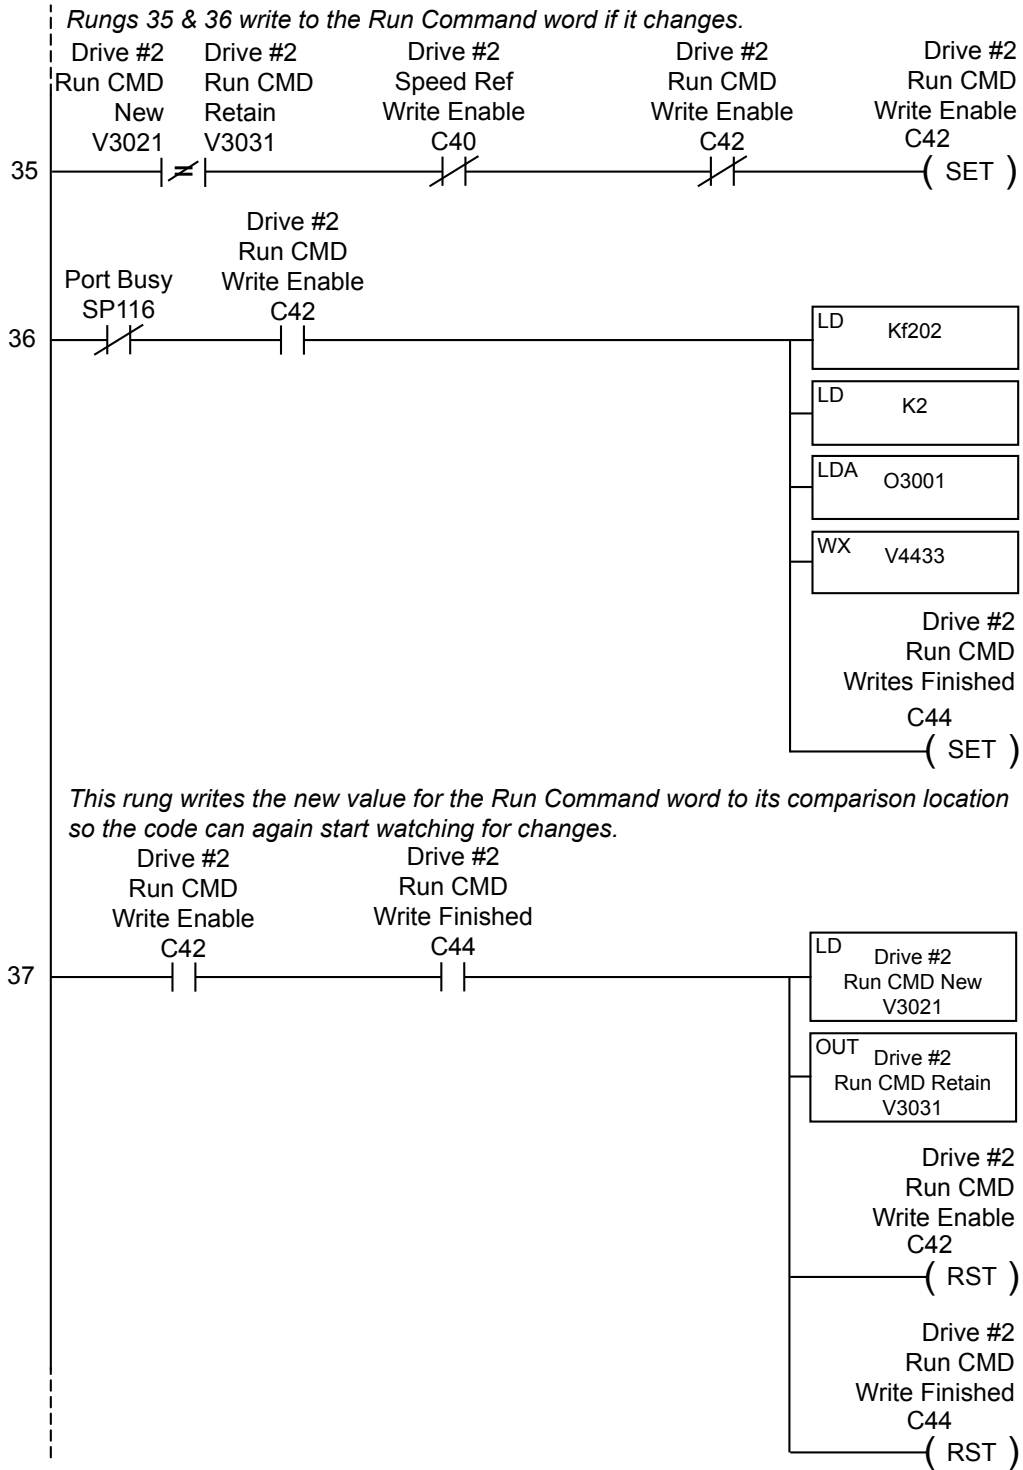 Rungs 35 & 36 write to the Run Command word if it changes.
Drive #2
Run CMD
New
V3021
Drive #2
Run CMD
Retain
V3031
Drive #2
Speed Ref
Write Enable
C40
Drive #2
Run CMD
Write Enable
C42
Drive #2
Run CMD
Write Enable
C42
35
( SET )
Port Busy
SP116
Drive #2
Run CMD
Write Enable
C42
36
LD
Kf202
LD
K2
LDA
O3001
WX
V4433
Drive #2
Run CMD
Writes Finished
C44
( SET )
This rung writes the new value for the Run Command word to its comparison location
so the code can again start watching for changes.
Drive #2
Run CMD
Write Enable
C42
Drive #2
Run CMD
Write Finished
C44
37
LD
Drive #2
Run CMD New
V3021
OUT
Drive #2
Run CMD Retain
V3031
Drive #2
Run CMD
Write Enable
C42
( RST )
Drive #2
Run CMD
Write Finished
C44
( RST )